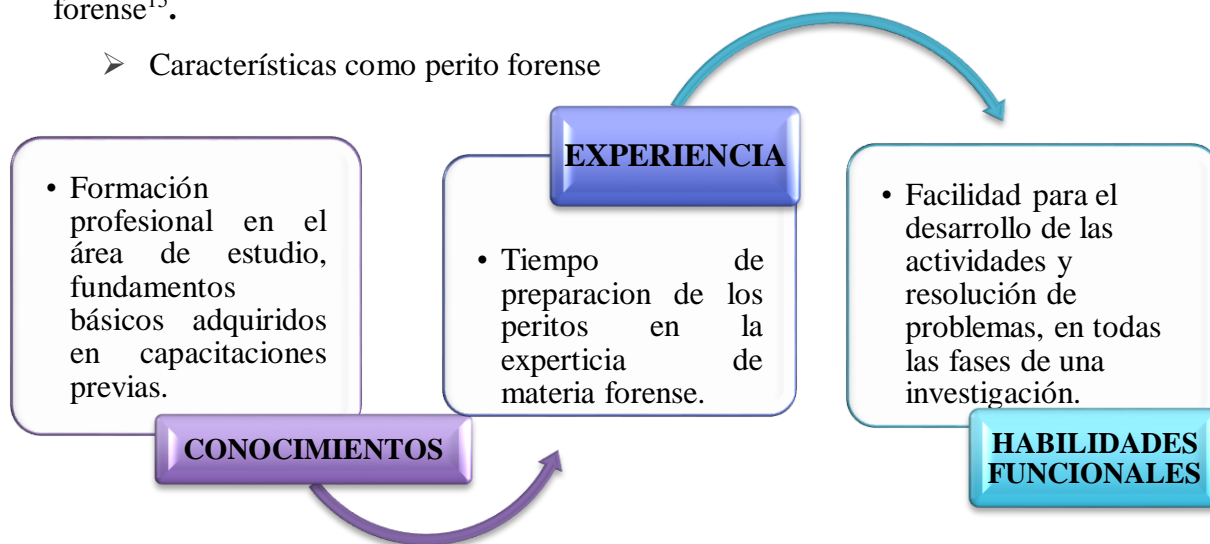 forense¹⁵.
➢ Características como perito forense
• Formación
profesional en el
área de estudio,
fundamentos
básicos adquiridos
en capacitaciones
previas.
CONOCIMIENTOS
EXPERIENCIA
• Tiempo de
preparacion de los
peritos en la
experticia de
materia forense.
• Facilidad para el
desarrollo de las
actividades y
resolución de
problemas, en todas
las fases de una
investigación.
HABILIDADES
FUNCIONALES